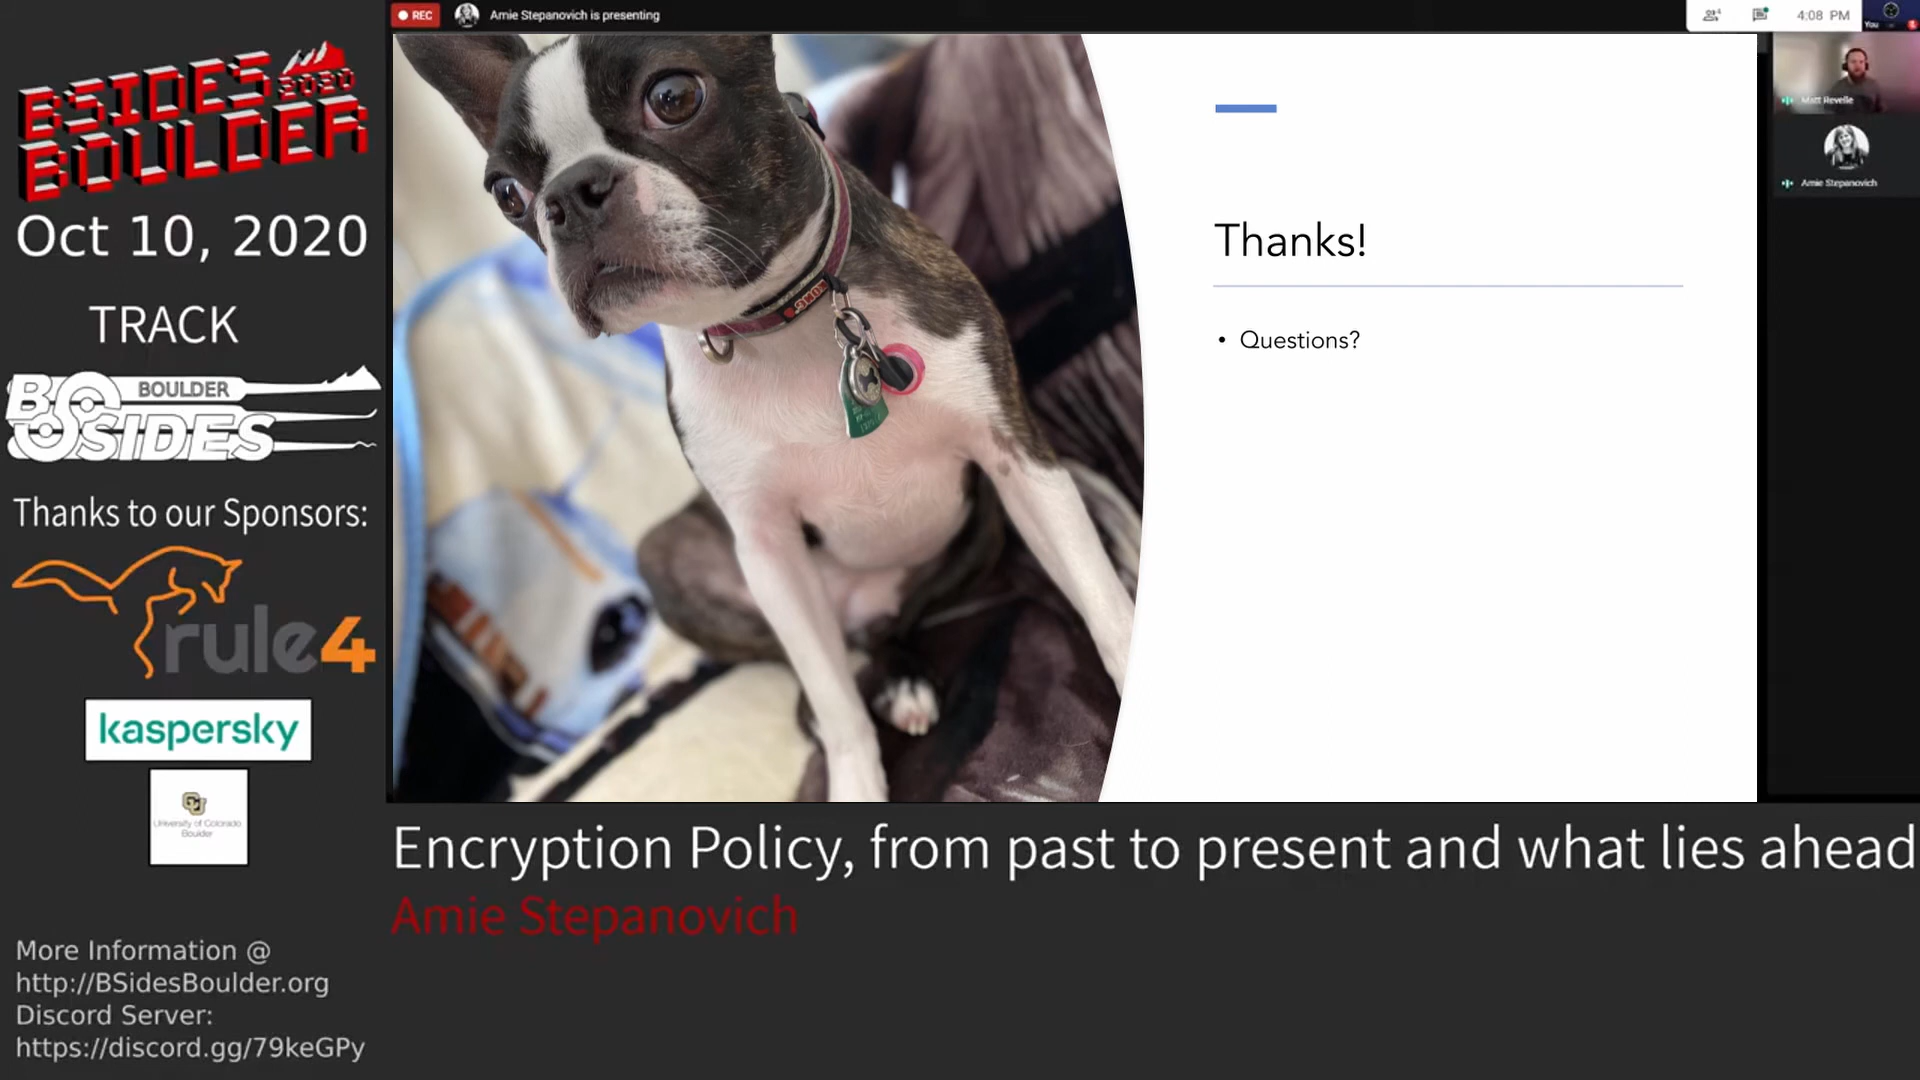 REC
Amie Stepanovich is presenting
4:08 PM
You
BSIDES
2020
BOULDER
Oct 10, 2020
TRACK
BOULDER
BSIDES
Thanks to our Sponsors:
rule4
kaspersky
University of Colorado
Boulder
More Information @
http://BSidesBoulder.org
Discord Server:
https://discord.gg/79keGPy
KONG
Thanks!
• Questions?
Matt Revelle
Amie Stepanovich
Encryption Policy, from past to present and what lies ahead
Amie Stepanovich